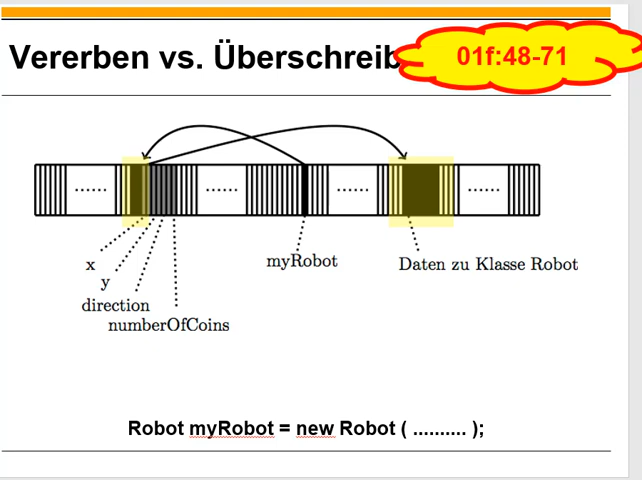 Vererben vs. Überschreib
01f:48-71
...... ...... ...... ......
x
y
direction
numberOfCoins
myRobot
Daten zu Klasse Robot
Robot myRobot = new Robot ( .......... );